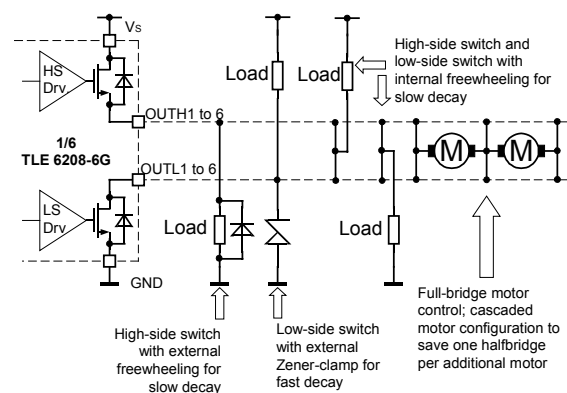 Vs
HS
Drv.
Load
Load
High-side switch and
low-side switch with
internal freewheeling for
slow decay
OUTH1 to 6
1/6
TLE 6208-6G
M
M
OUTL1 to 6
LS
Drv.
Load
Load
GND
High-side switch
with external
freewheeling for
slow decay
Low-side switch
with external
Zener-clamp for
fast decay
Full-bridge motor
control; cascaded
motor configuration to
save one halfbridge
per additional motor